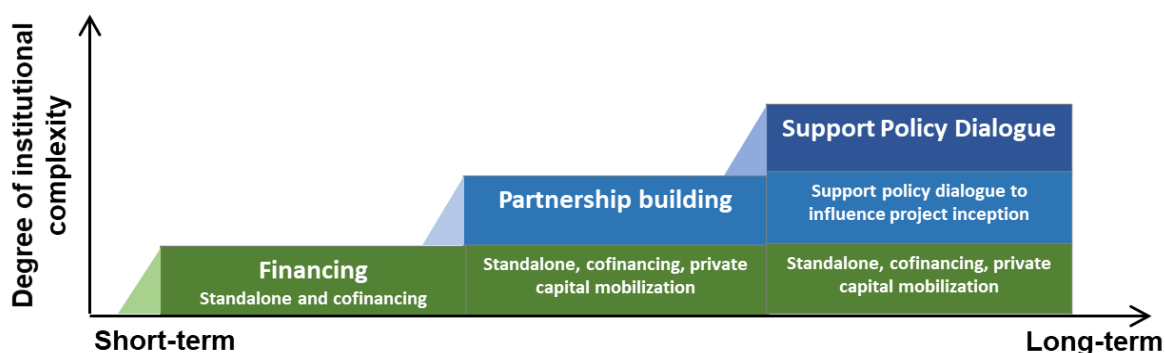 Degree of institutional
complexity
Support Policy Dialogue
Partnership building
Support policy dialogue to
influence project inception
Financing
Standalone and cofinancing
Standalone, cofinancing, private
capital mobilization
Standalone, cofinancing, private
capital mobilization
Short-term
Long-term